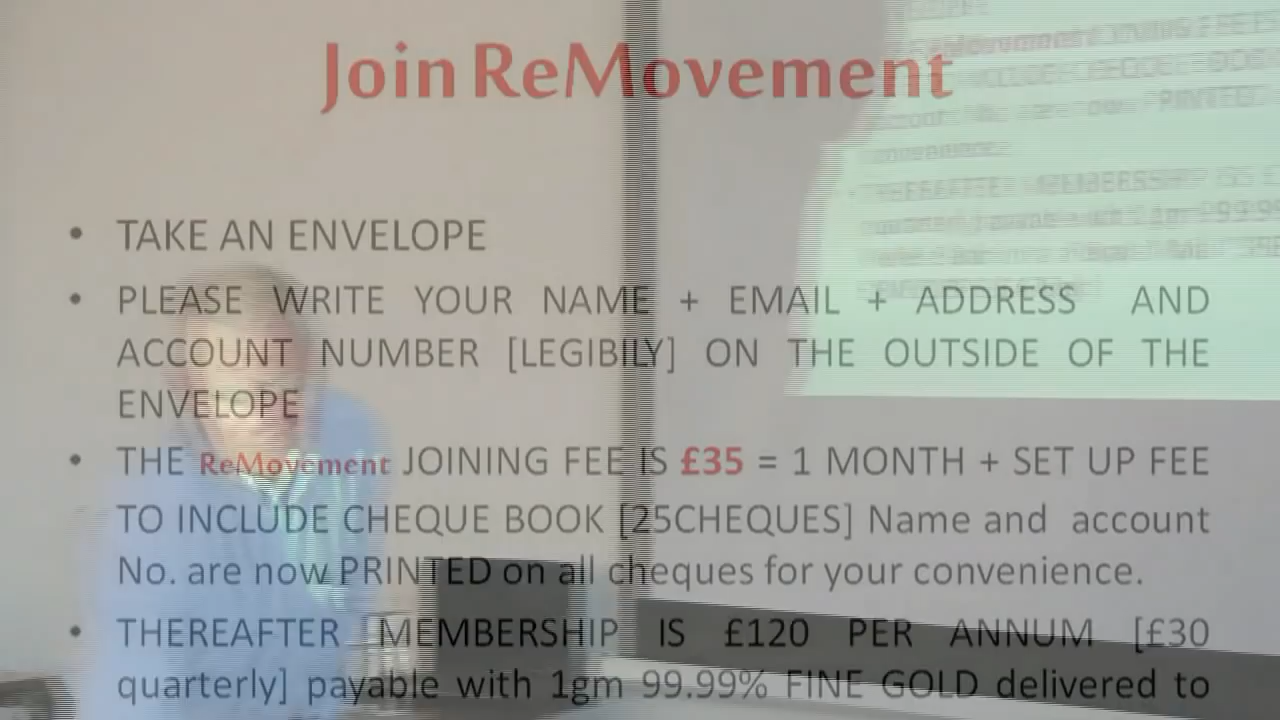 Join ReMovement
• TAKE AN ENVELOPE
• PLEASE WRITE YOUR NAME + EMAIL + ADDRESS AND
ACCOUNT NUMBER [LEGIBILY] ON THE OUTSIDE OF THE
ENVELOPE
• THE ReMovement JOINING FEE IS £35 = 1 MONTH + SET UP FEE
TO INCLUDE CHEQUE BOOK [25CHEQUES] Name and account
No. are now PRINTED on all cheques for your convenience.
• THEREAFTER MEMBERSHIP IS £120 PER ANNUM [£30
quarterly] payable with 1gm 99.99% FINE GOLD delivered to